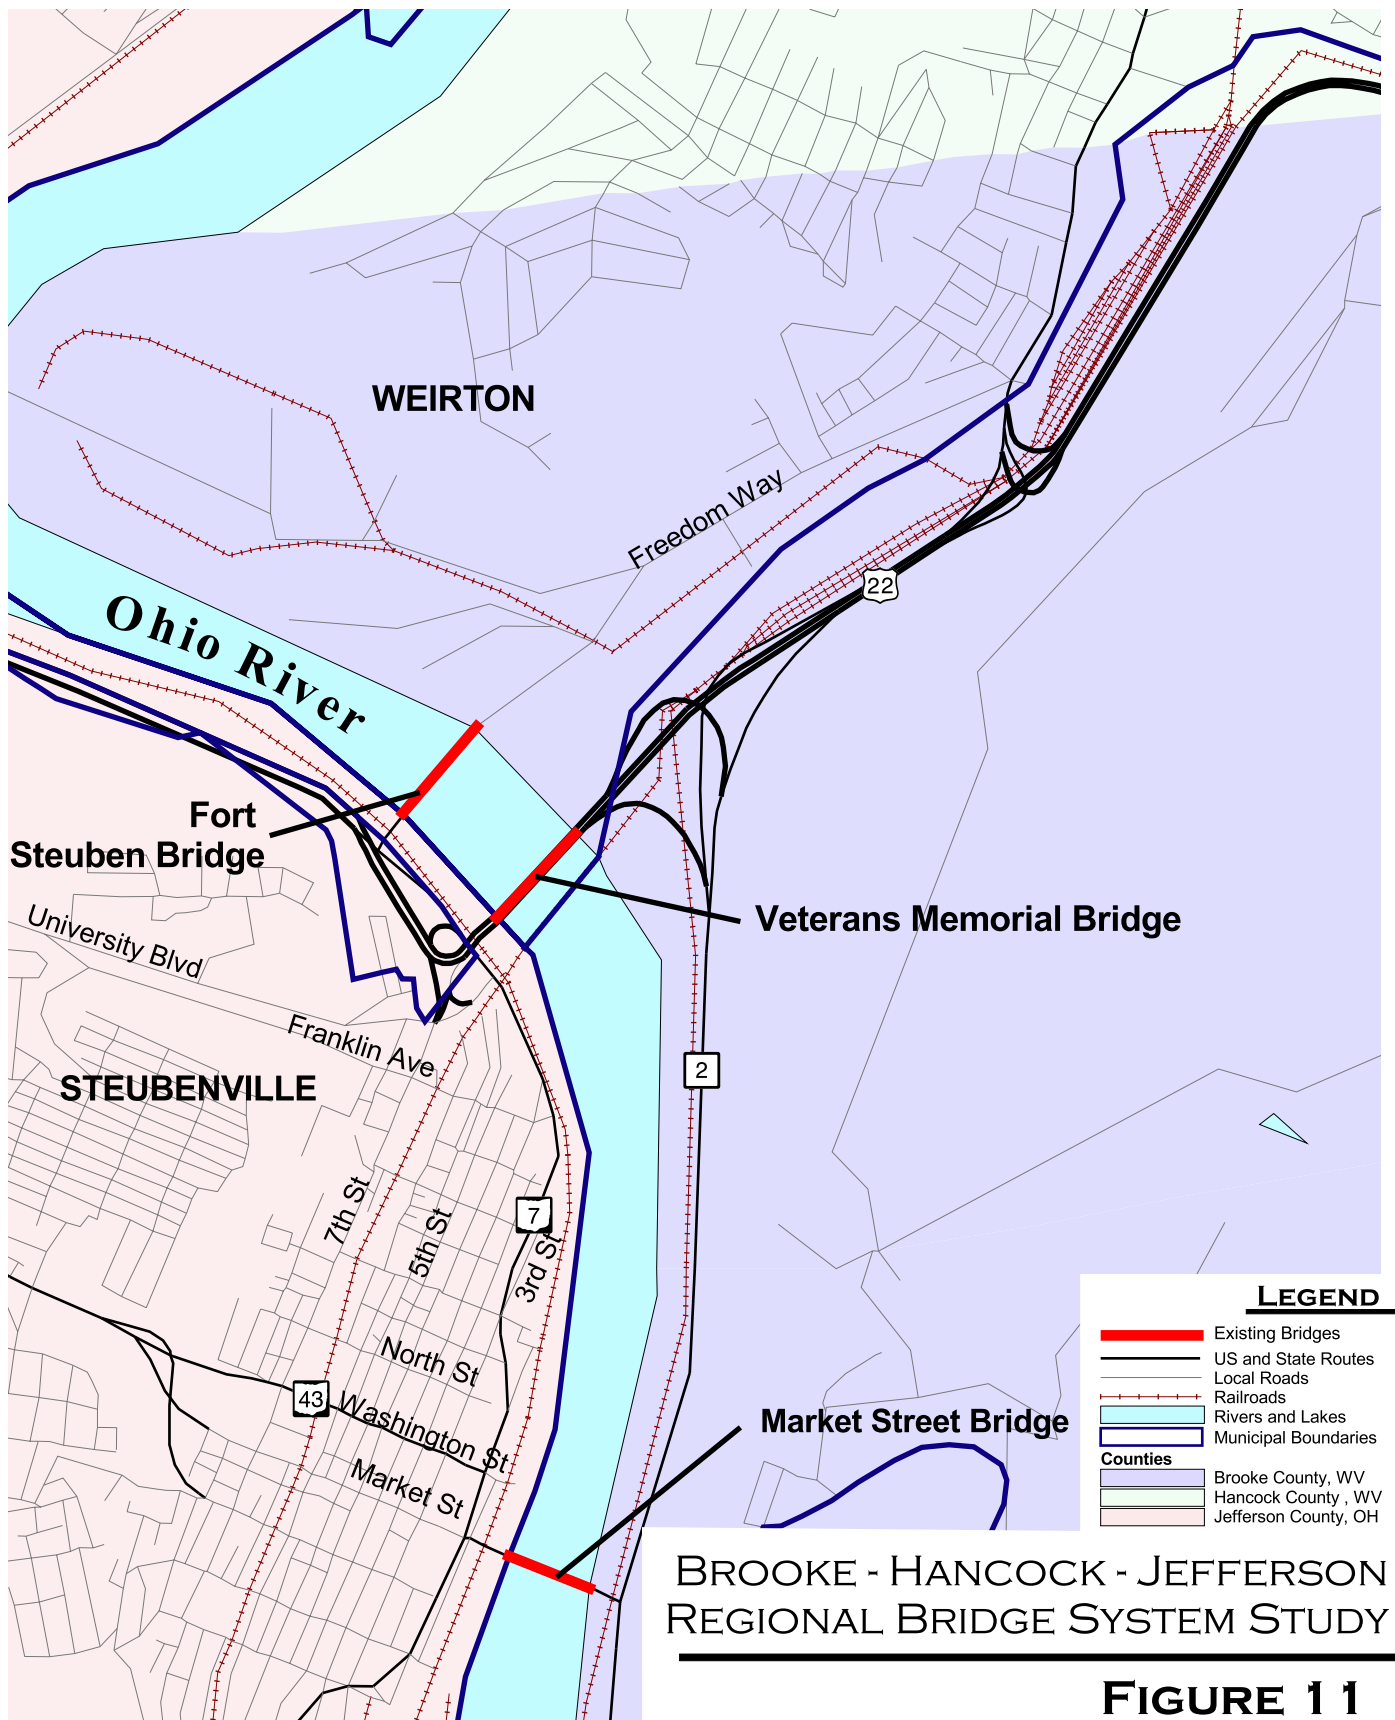 WEIRTON
Freedom Way
22
Ohio River
Fort
Steuben Bridge
Veterans Memorial Bridge
University Blvd
Franklin Ave
STEUBENVILLE
2
7th St
5th St
7
3rd St
North St
43
Washington St
Market St
Market Street Bridge
LEGEND
Existing Bridges
US and State Routes
Local Roads
Railroads
Rivers and Lakes
Municipal Boundaries
Counties
Brooke County, WV
Hancock County , WV
Jefferson County, OH
BROOKE - HANCOCK - JEFFERSON
REGIONAL BRIDGE SYSTEM STUDY
FIGURE 11